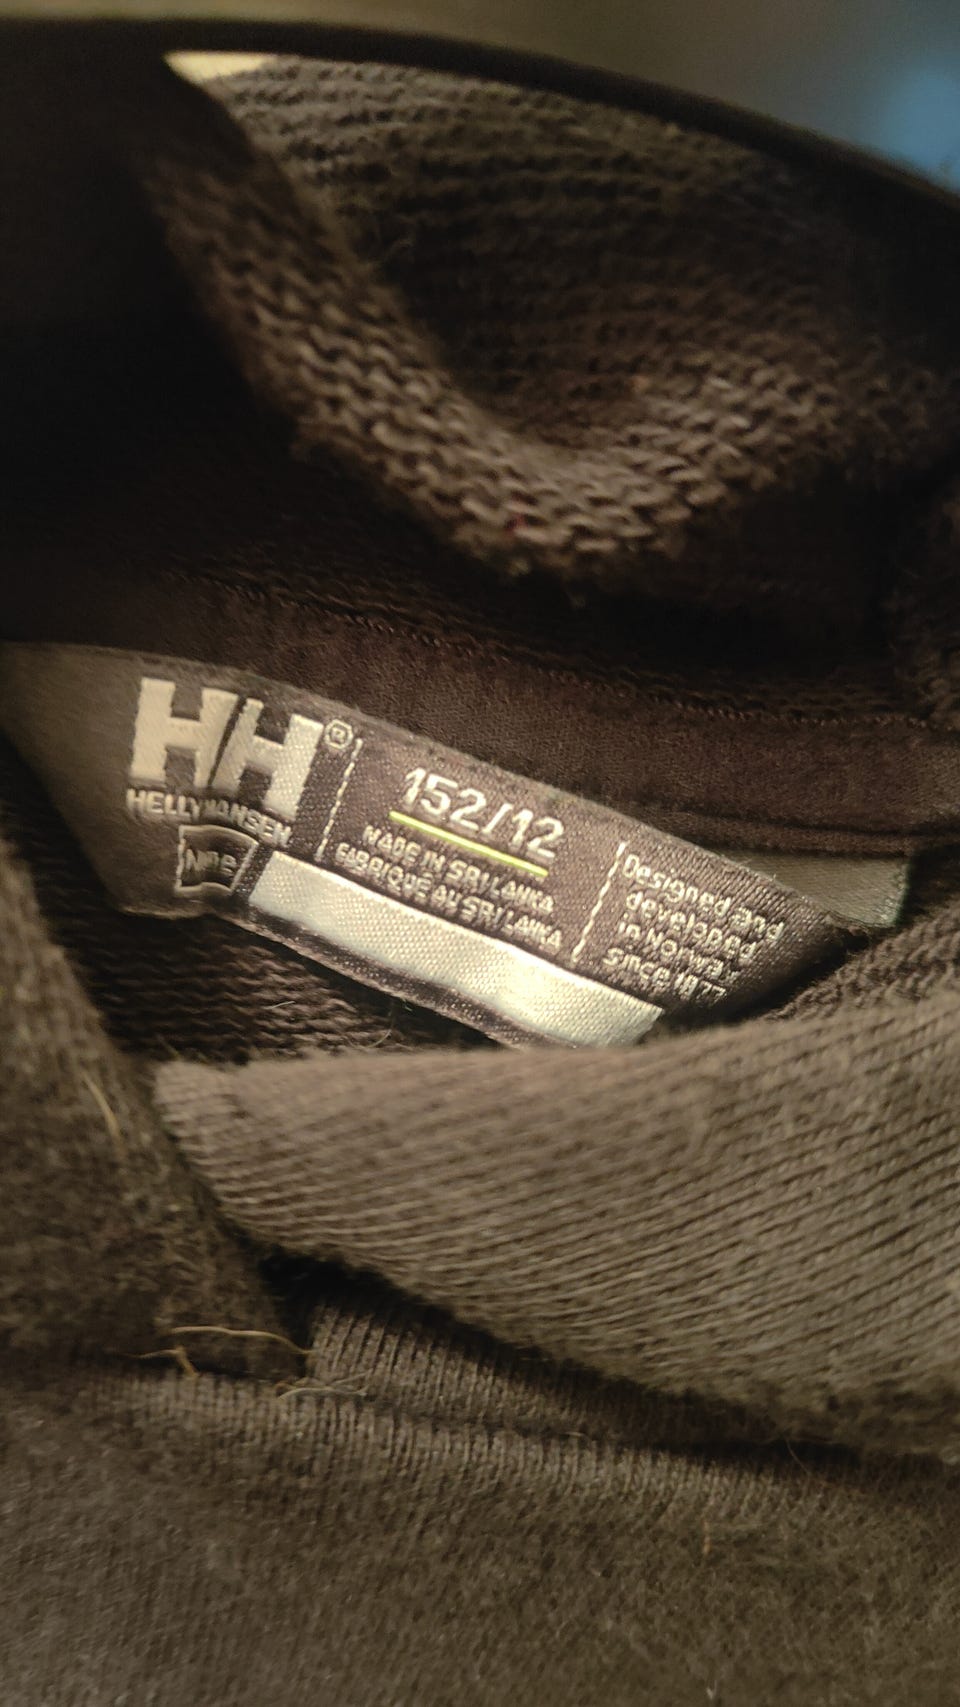 HH®
HELLY HANSEN
152/12
MADE IN SRI LANKA
FABRIQUÉ AU SRI LANKA
Designed and
developed
in Norway
since 1877